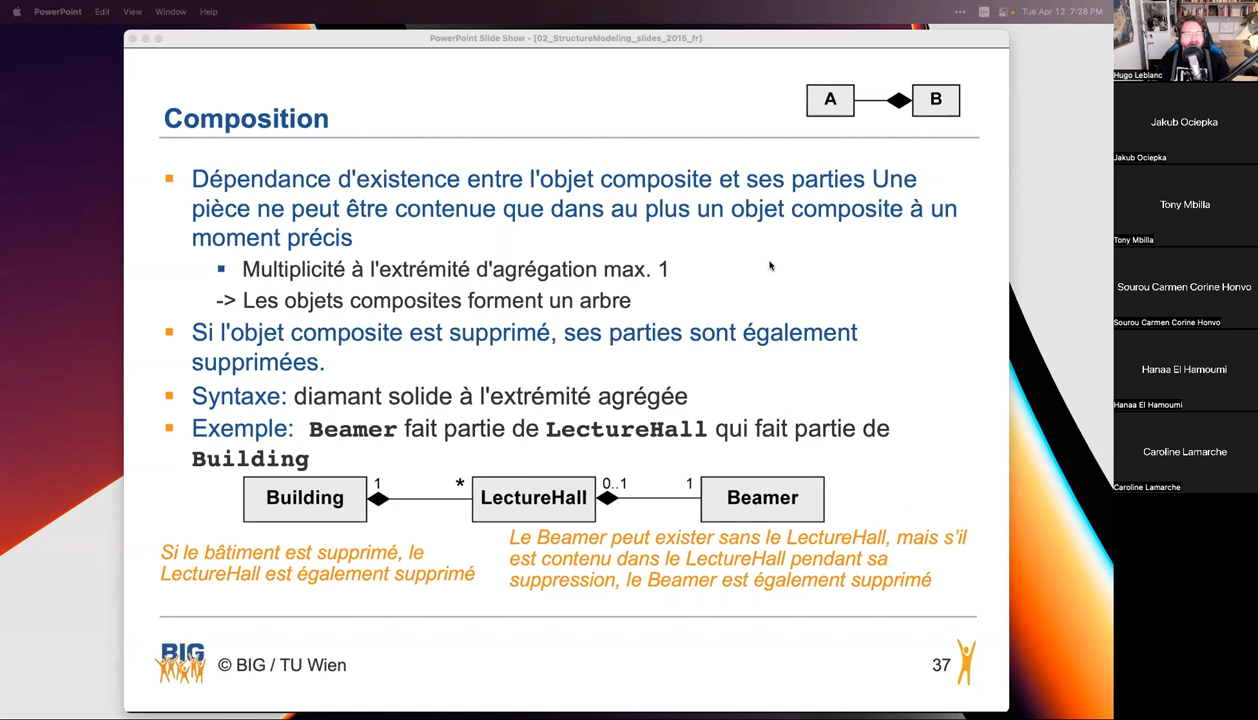 PowerPoint Edit View Window Help
Tue Apr 12 7:28 PM
PowerPoint Slide Show - [02_StructureModeling_slides_2015_fr]
A B
Composition
Dépendance d'existence entre l'objet composite et ses parties Une
pièce ne peut être contenue que dans au plus un objet composite à un
moment précis
Multiplicité à l'extrémité d'agrégation max. 1
-> Les objets composites forment un arbre
Si l'objet composite est supprimé, ses parties sont également
supprimées.
Syntaxe: diamant solide à l'extrémité agrégée
Exemple: Beamer fait partie de LectureHall qui fait partie de
Building
Building 1 * LectureHall 0..1 1 Beamer
Si le bâtiment est supprimé, le
LectureHall est également supprimé
Le Beamer peut exister sans le LectureHall, mais s'il
est contenu dans le LectureHall pendant sa
suppression, le Beamer est également supprimé
BIG
© BIG / TU Wien
37
Hugo Leblanc
Jakub Ociepka
Jakub Ociepka
Tony Mbilla
Tony Mbilla
Sourou Carmen Corine Honvo
Sourou Carmen Corine Honvo
Hanaa El Hamoumi
Hanaa El Hamoumi
Caroline Lamarche
Caroline Lamarche